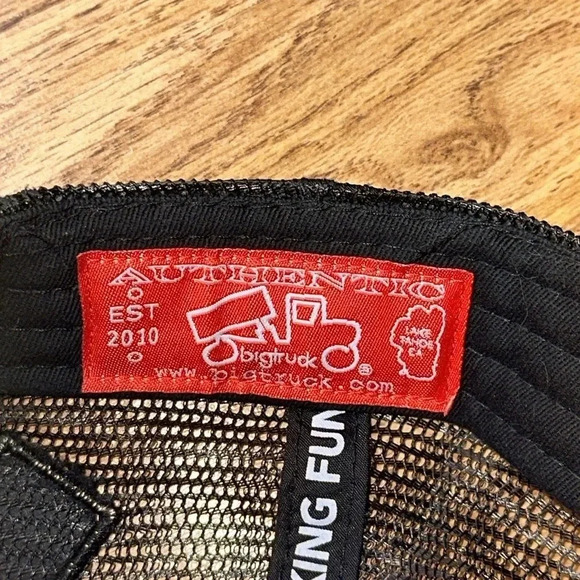 AUTHENTIC
EST
2010
bigtruck®
LAKE
TAHOE
CA
www.bigtruck.com
KING FUN